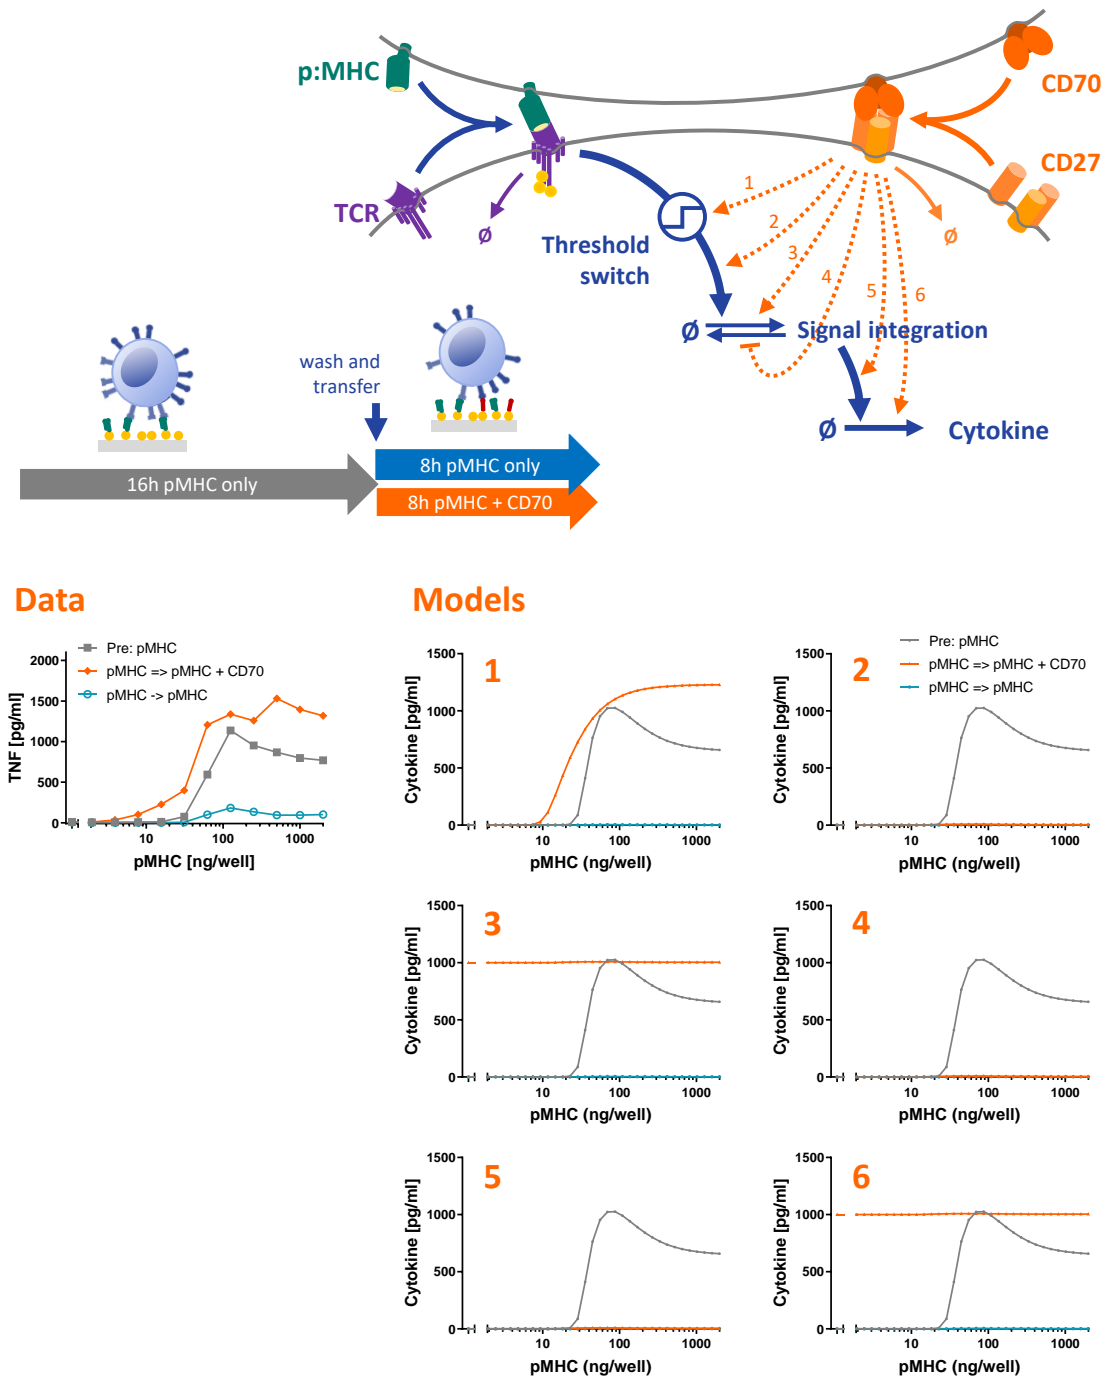 p:MHC
CD70
CD27
TCR
Ø
Ø
1
2
3
4
5
6
Threshold
switch
Ø
Signal integration
Ø
Cytokine
wash and
transfer
16h pMHC only
8h pMHC only
8h pMHC + CD70
Data
Models
Pre: pMHC
pMHC => pMHC + CD70
pMHC -> pMHC
TNF [pg/ml]
2000
1500
1000
500
0
10
100
1000
pMHC [ng/well]
1
Cytokine [pg/ml]
1500
1000
500
0
10
100
1000
pMHC (ng/well)
2
Pre: pMHC
pMHC => pMHC + CD70
pMHC => pMHC
Cytokine [pg/ml]
1500
1000
500
0
10
100
1000
pMHC (ng/well)
3
Cytokine [pg/ml]
1500
1000
500
0
10
100
1000
pMHC (ng/well)
4
Cytokine [pg/ml]
1500
1000
500
0
10
100
1000
pMHC (ng/well)
5
Cytokine [pg/ml]
1500
1000
500
0
10
100
1000
pMHC (ng/well)
6
Cytokine [pg/ml]
1500
1000
500
0
10
100
1000
pMHC (ng/well)